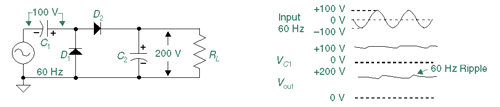 100 V
D2
+100 V
Input
0 V
60 Hz
−100 V
− +
C1
D1
C2
+
−
200 V
RL
60 Hz
+100 V
VC1
0 V
+200 V
60 Hz Ripple
Vout
0 V